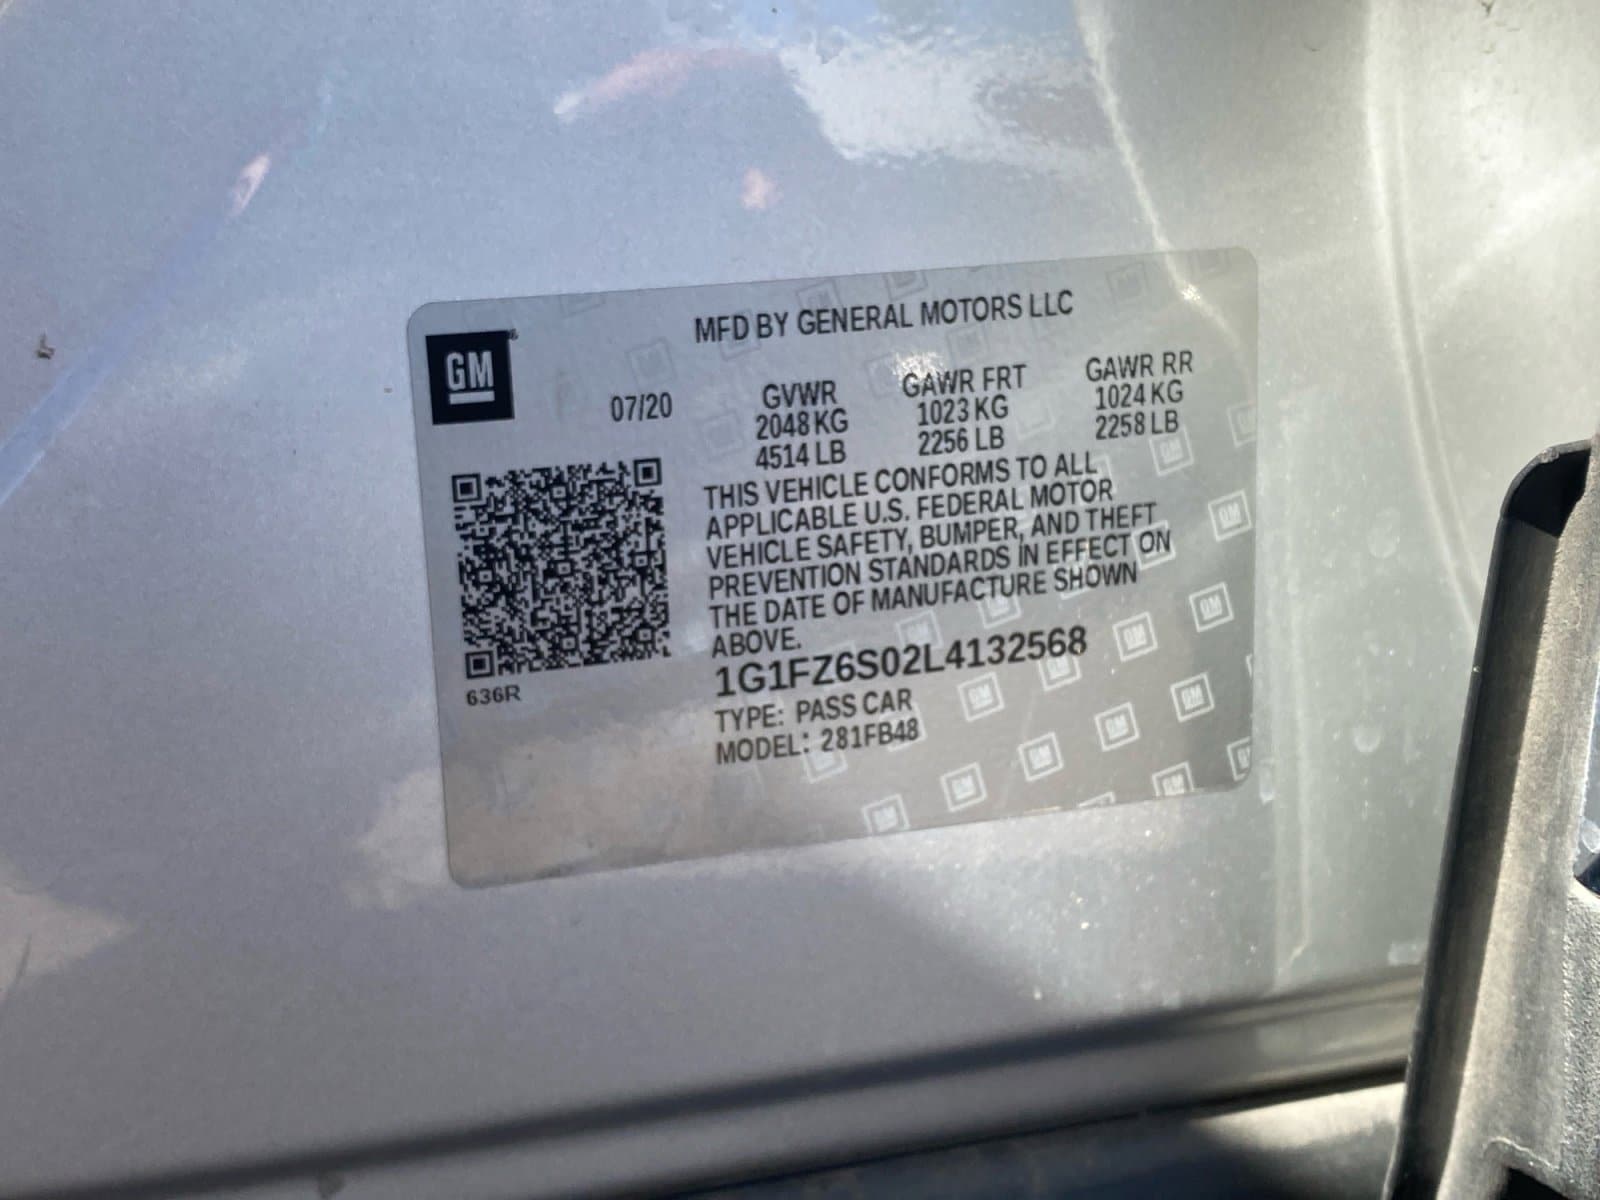 MFD BY GENERAL MOTORS LLC
GM
07/20
GVWR GAWR FRT GAWR RR
2048 KG 1023 KG 1024 KG
4514 LB 2256 LB 2258 LB
THIS VEHICLE CONFORMS TO ALL
APPLICABLE U.S. FEDERAL MOTOR
VEHICLE SAFETY, BUMPER, AND THEFT
PREVENTION STANDARDS IN EFFECT ON
THE DATE OF MANUFACTURE SHOWN
ABOVE.
1G1FZ6S02L4132568
TYPE: PASS CAR
MODEL: 281FB48
636R